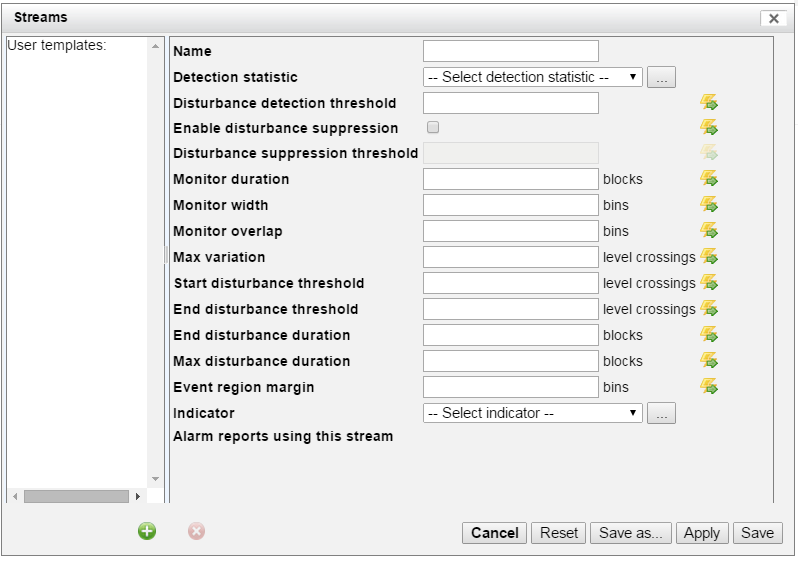 Streams
User templates:
Name
Detection statistic -- Select detection statistic -- ...
Disturbance detection threshold
Enable disturbance suppression
Disturbance suppression threshold
Monitor duration blocks
Monitor width bins
Monitor overlap bins
Max variation level crossings
Start disturbance threshold level crossings
End disturbance threshold level crossings
End disturbance duration blocks
Max disturbance duration blocks
Event region margin bins
Indicator -- Select indicator -- ...
Alarm reports using this stream
Cancel Reset Save as... Apply Save